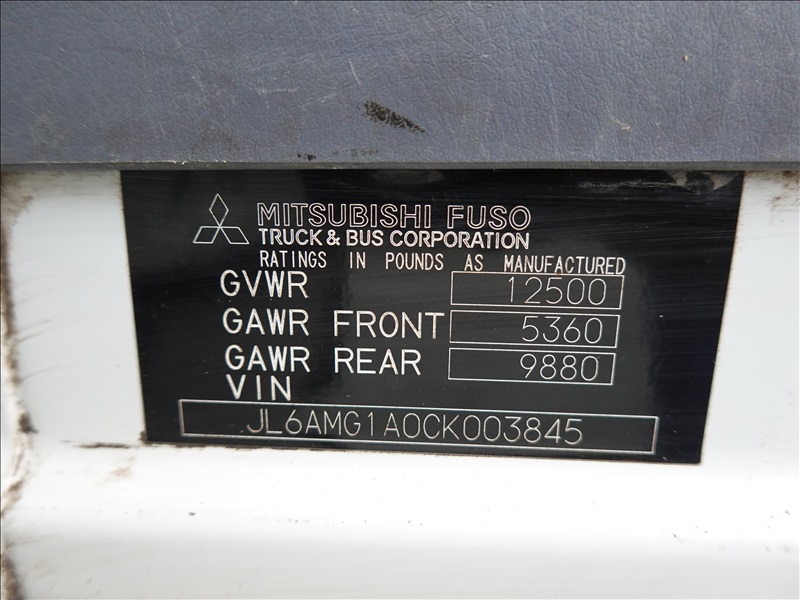 MITSUBISHI FUSO
TRUCK & BUS CORPORATION
RATINGS IN POUNDS AS MANUFACTURED
GVWR 12500
GAWR FRONT 5360
GAWR REAR 9880
VIN
JL6AMG1A0CK003845